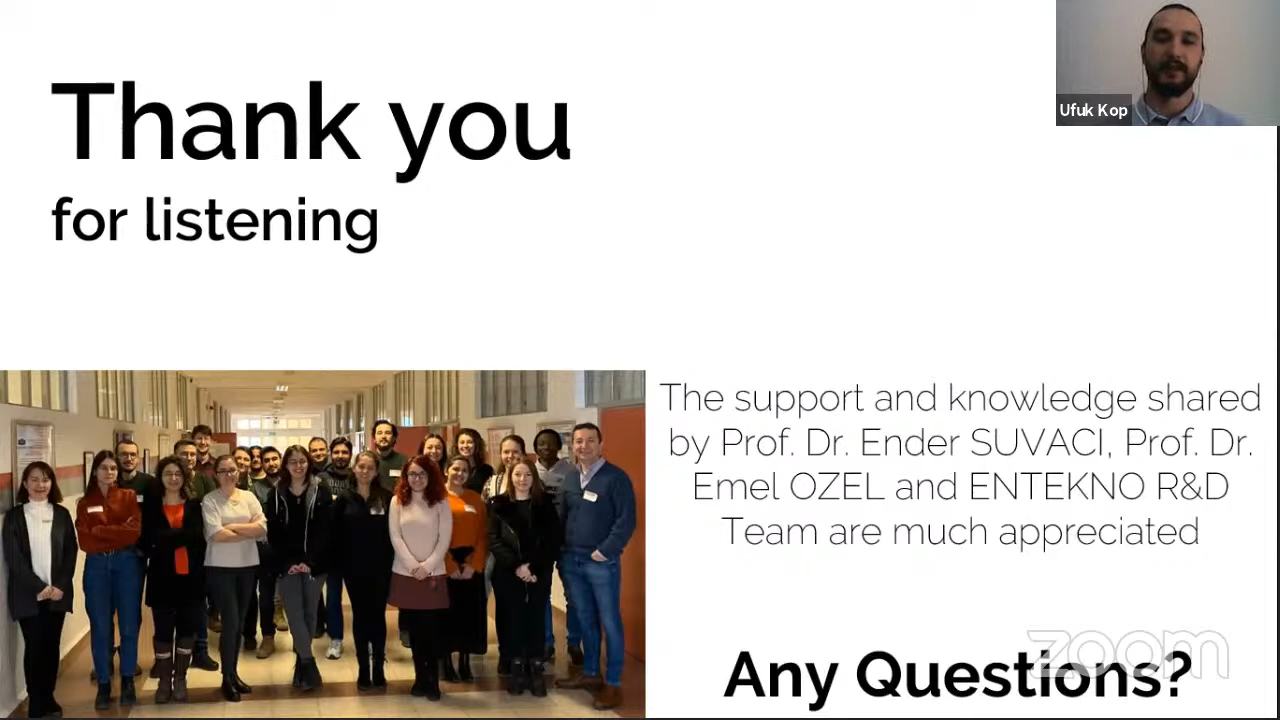 Thank you
for listening
Ufuk Kop
The support and knowledge shared
by Prof. Dr. Ender SUVACI, Prof. Dr.
Emel OZEL and ENTEKNO R&D
Team are much appreciated
Any Questions?
zoom